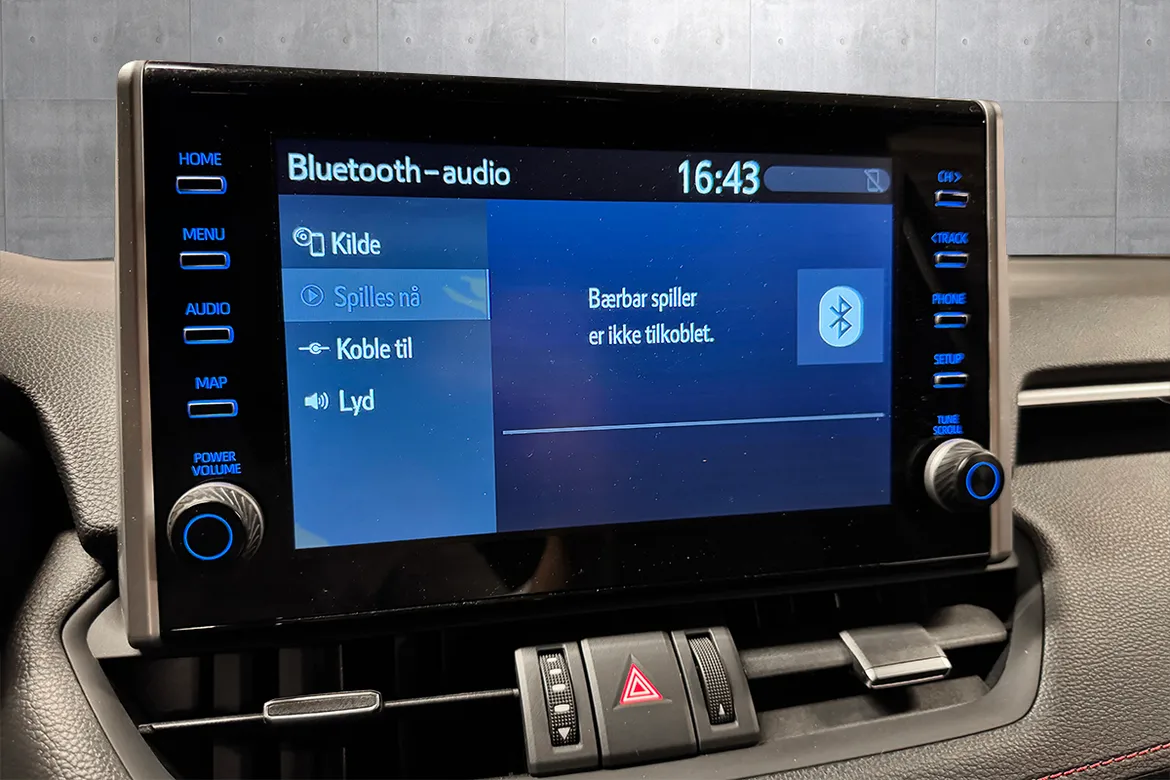 HOME
MENU
AUDIO
MAP
POWER
VOLUME
Bluetooth-audio
16:43
Kilde
Spilles nå
Koble til
Lyd
Bærbar spiller
er ikke tilkoblet.
CH>
<TRACK
PHONE
SETUP
TUNE
SCROLL